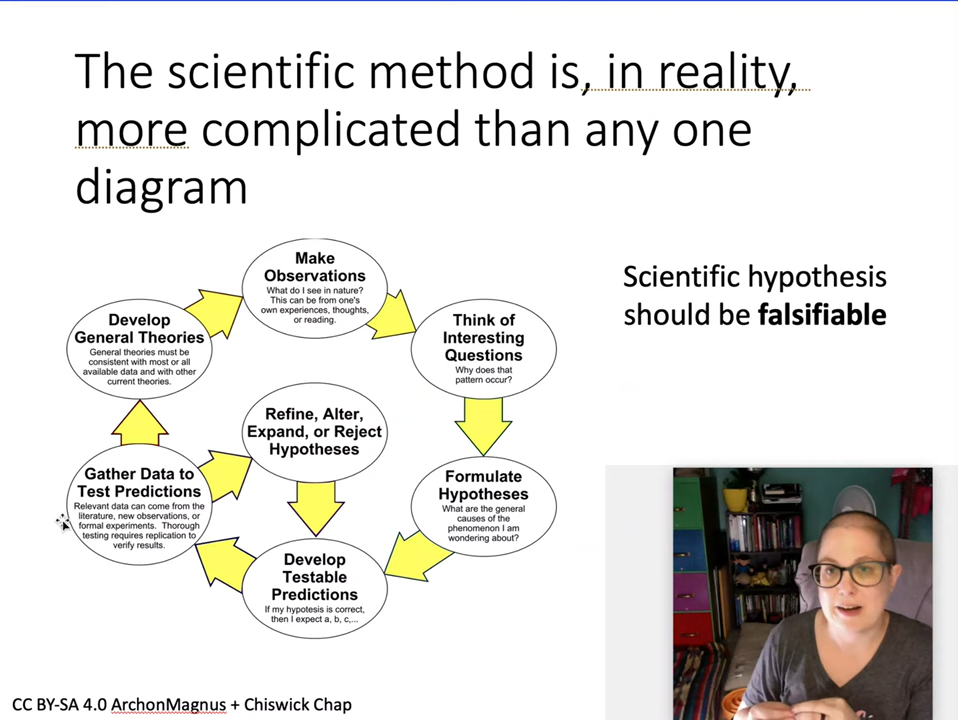 The scientific method is, in reality,
more complicated than any one
diagram
Make
Observations
What do I see in nature?
This can be from one's
own experiences, thoughts,
or reading.
Think of
Interesting
Questions
Why does that
pattern occur?
Formulate
Hypotheses
What are the general
causes of the
phenomenon I am
wondering about?
Develop
Testable
Predictions
If my hypotesis is correct,
then I expect a, b, c,...
Gather Data to
Test Predictions
Relevant data can come from the
literature, new observations, or
formal experiments. Thorough
testing requires replication to
verify results.
Refine, Alter,
Expand, or Reject
Hypotheses
Develop
General Theories
General theories must be
consistent with most or all
available data and with other
current theories.
Scientific hypothesis
should be falsifiable
CC BY-SA 4.0 ArchonMagnus + Chiswick Chap